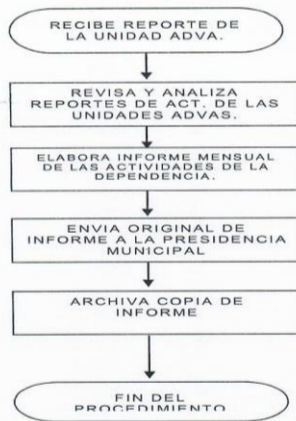 RECIBE REPORTE DE
LA UNIDAD ADVA.
REVISA Y ANALIZA
REPORTES DE ACT. DE LAS
UNIDADES ADVAS.
ELABORA INFORME MENSUAL
DE LAS ACTIVIDADES DE LA
DEPENDENCIA.
ENVIA ORIGINAL DE
INFORME A LA PRESIDENCIA
MUNICIPAL
ARCHIVA COPIA DE
INFORME
FIN DEL
PROCEDIMIENTO